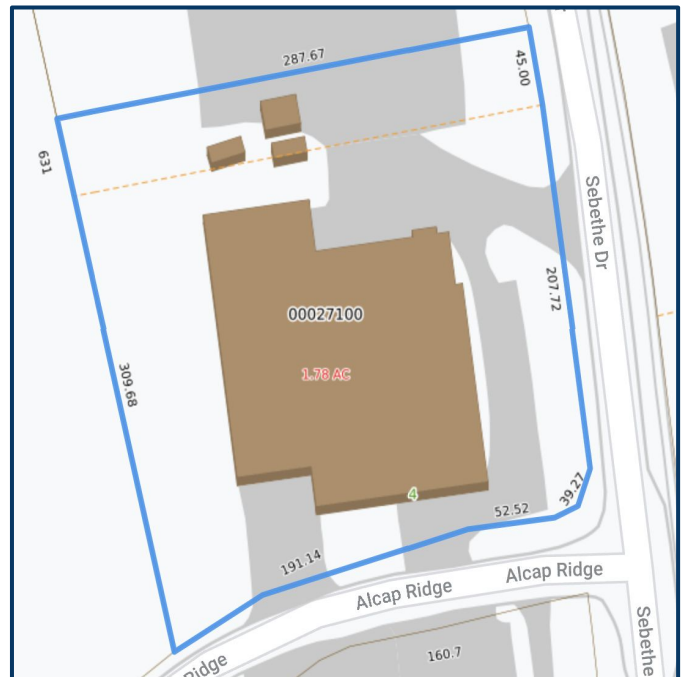 287.67
45.00
631
Sebethe Dr
207.72
00027100
1.78 AC
309.68
4
39.27
52.52
191.14
Alcap Ridge
Alcap Ridge
Ridge
160.7
Sebethe